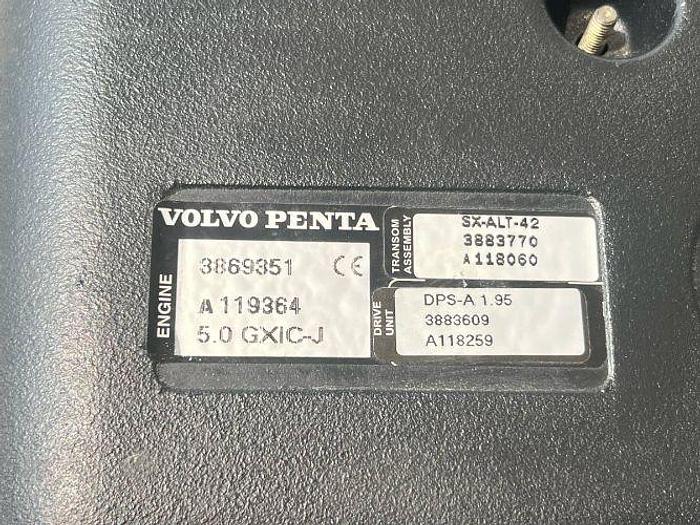 VOLVO PENTA
ENGINE
3869351 CE
A 119364
5.0 GXIC-J
TRANSOM
ASSEMBLY
SX-ALT-42
3883770
A 118060
DRIVE
UNIT
DPS-A 1.95
3883609
A118259